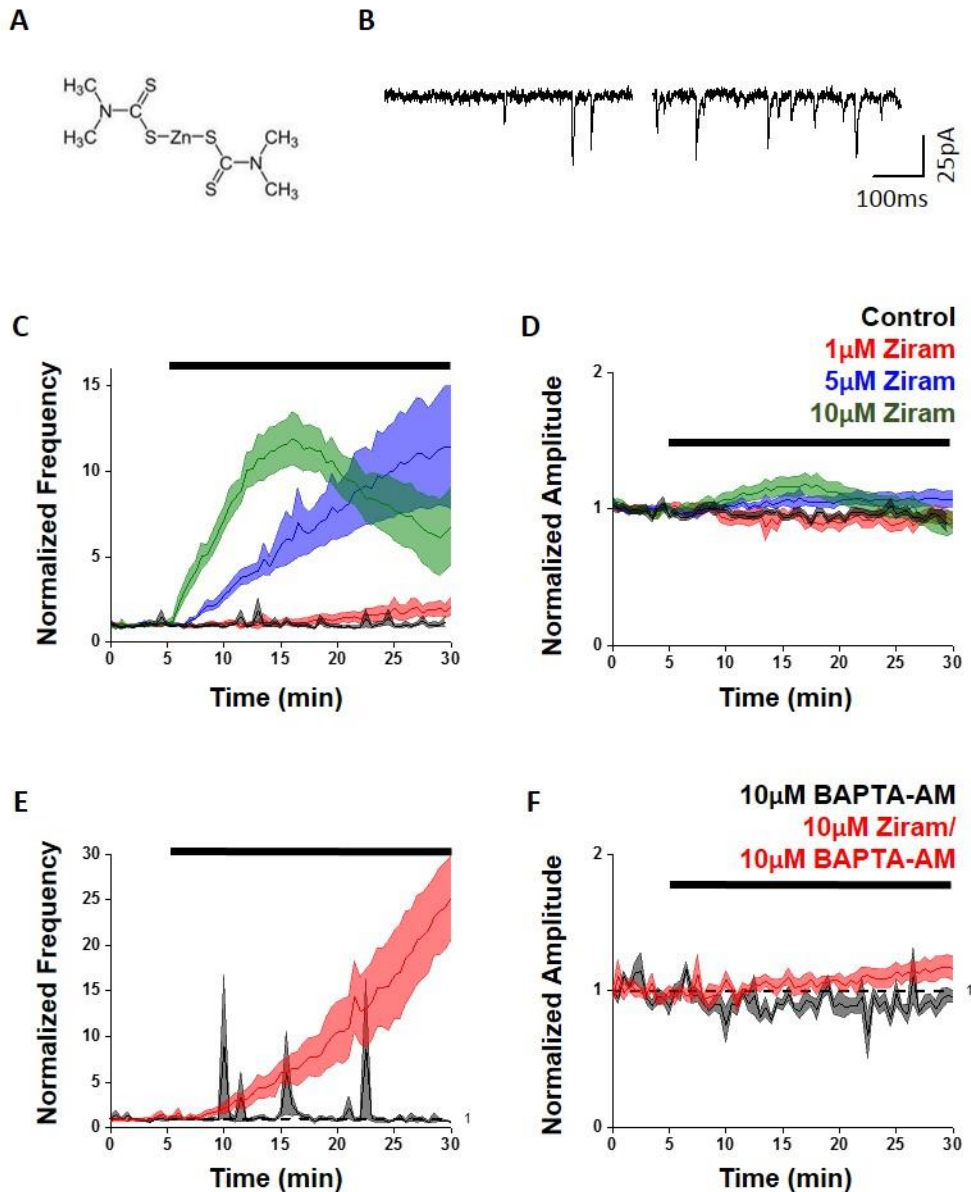 A
B
H₃C
S
CH₃
N
C
H₃C
S
Zn
S
C
N
S
CH₃
25pA
100ms
C
D
Control
1µM Ziram
5µM Ziram
10µM Ziram
Normalized Frequency
15
10
5
0
0 5 10 15 20 25 30
Time (min)
Normalized Amplitude
2
1
0
0 5 10 15 20 25 30
Time (min)
E
F
10µM BAPTA-AM
10µM Ziram/
10µM BAPTA-AM
Normalized Frequency
30
25
20
15
10
5
0
1
0 5 10 15 20 25 30
Time (min)
Normalized Amplitude
2
1
0
1
0 5 10 15 20 25 30
Time (min)